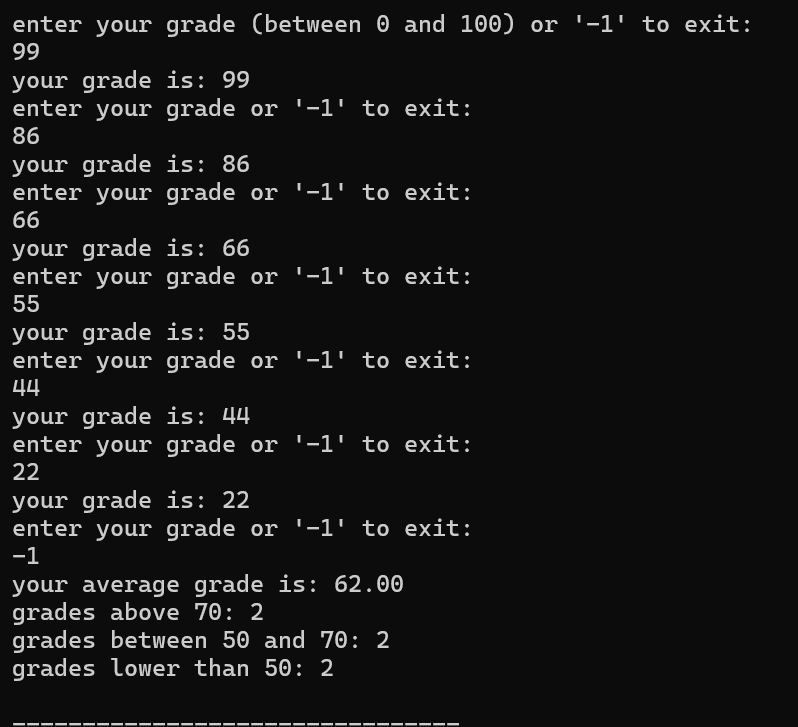 enter your grade (between 0 and 100) or '-1' to exit:
99
your grade is: 99
enter your grade or '-1' to exit:
86
your grade is: 86
enter your grade or '-1' to exit:
66
your grade is: 66
enter your grade or '-1' to exit:
55
your grade is: 55
enter your grade or '-1' to exit:
44
your grade is: 44
enter your grade or '-1' to exit:
22
your grade is: 22
enter your grade or '-1' to exit:
-1
your average grade is: 62.00
grades above 70: 2
grades between 50 and 70: 2
grades lower than 50: 2
--------------------------------